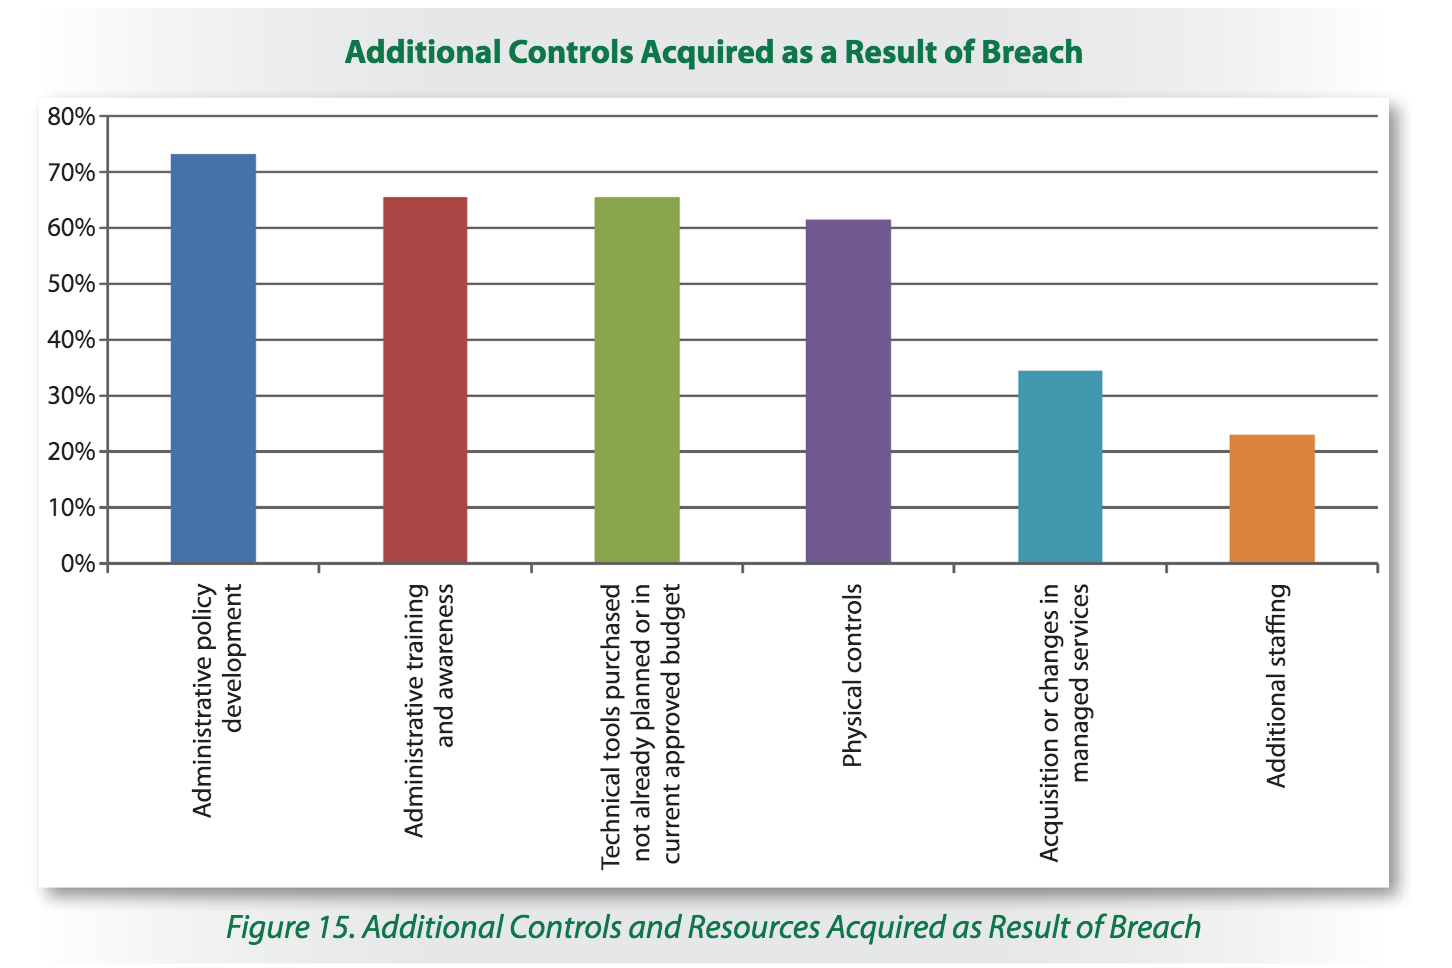 Additional Controls Acquired as a Result of Breach
80%
70%
60%
50%
40%
30%
20%
10%
0%
Administrative policy
development
Administrative training
and awareness
Technical tools purchased
not already planned or in
current approved budget
Physical controls
Acquisition or changes in
managed services
Additional staffing
Figure 15. Additional Controls and Resources Acquired as Result of Breach